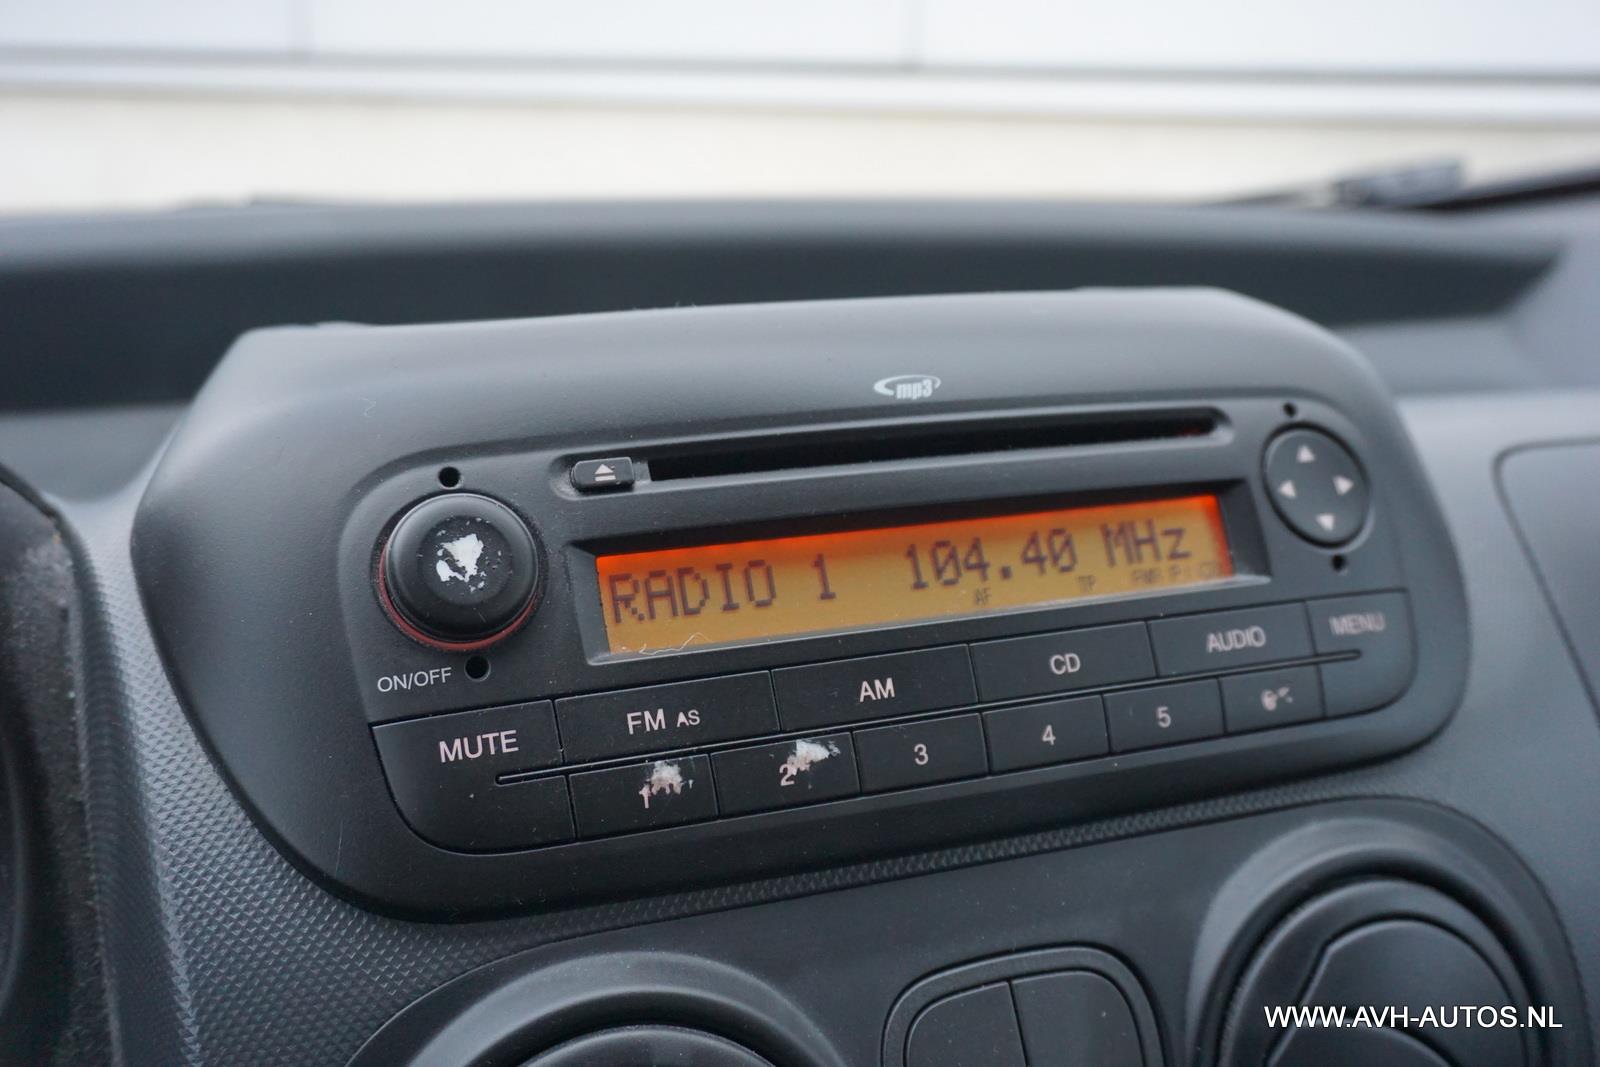 mp3
RADIO 1 104.40 MHz
AF TP
ON/OFF
MUTE FM AS AM CD AUDIO MENU
1 2 3 4 5
WWW.AVH-AUTOS.NL